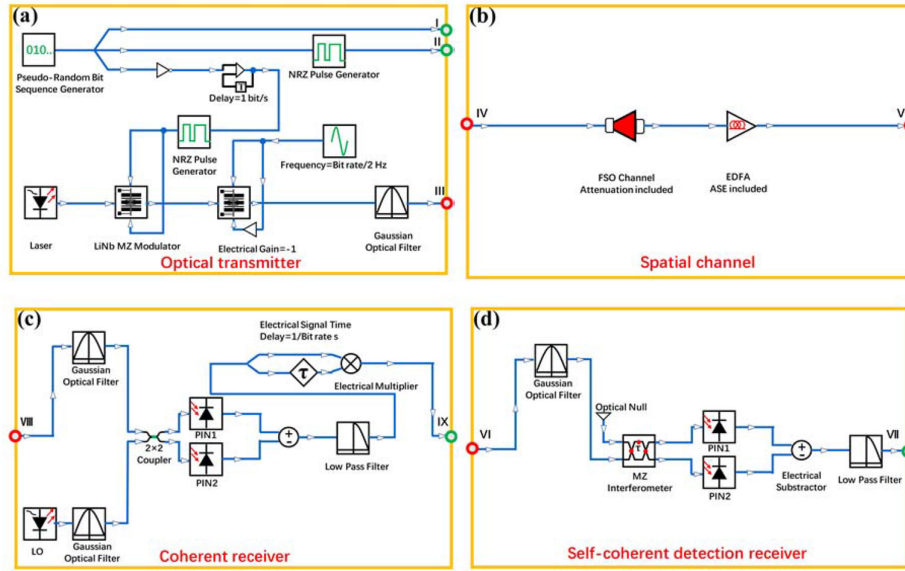 (a)
I
II
010..
Pseudo-Random Bit
Sequence Generator
NRZ Pulse Generator
T
Delay=1 bit/s
NRZ Pulse
Generator
Frequency=Bit rate/2 Hz
III
Laser
LiNb MZ Modulator
Electrical Gain=-1
Gaussian
Optical Filter
Optical transmitter
(b)
IV
V
FSO Channel
Attenuation included
EDFA
ASE included
Spatial channel
(c)
Electrical Signal Time
Delay=1/Bit rate s
τ
Gaussian
Optical Filter
Electrical Multiplier
VIII
IX
2×2
Coupler
PIN1
PIN2
Low Pass Filter
LO
Gaussian
Optical Filter
Coherent receiver
(d)
Gaussian
Optical Filter
Optical Null
VI
VII
τ
MZ
Interferometer
PIN1
PIN2
Electrical
Substractor
Low Pass Filter
Self-coherent detection receiver